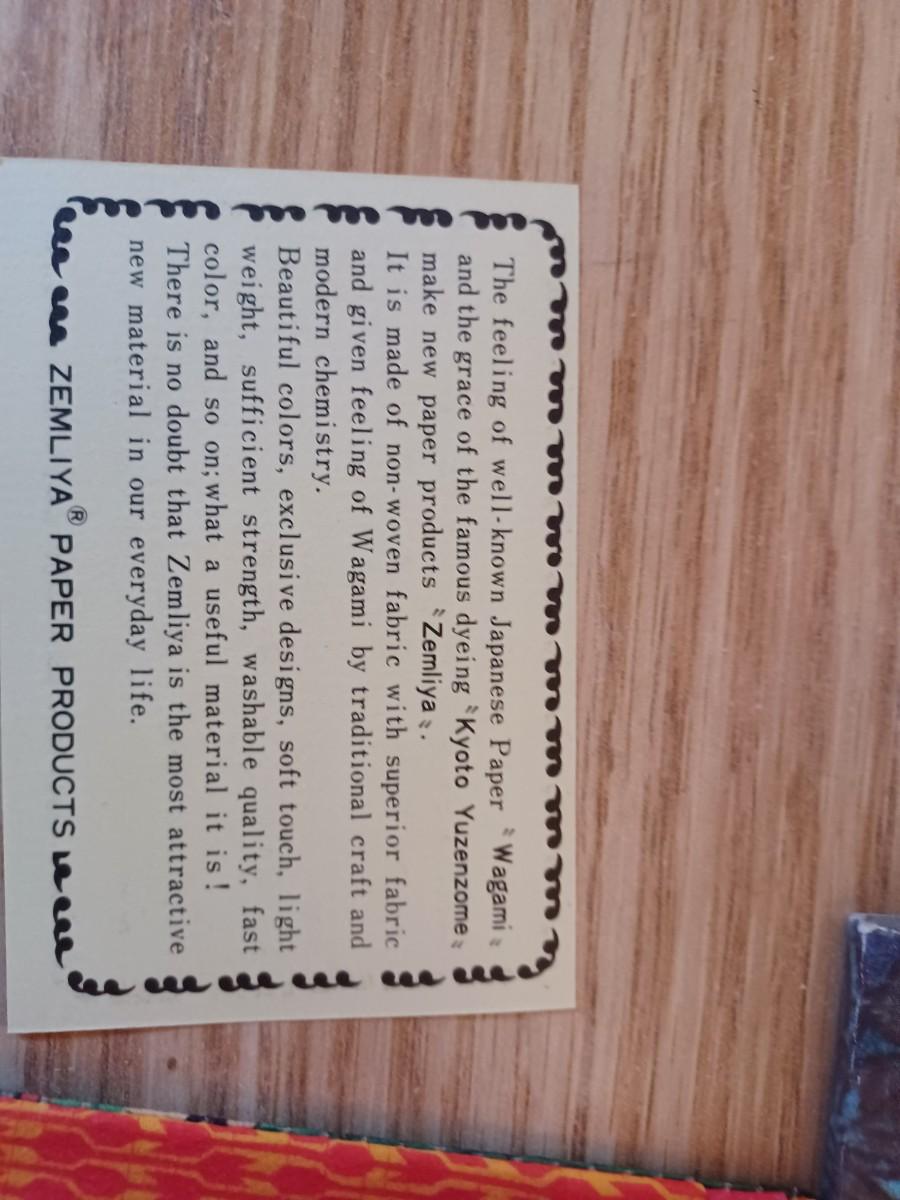 The feeling of well-known Japanese Paper〝Wagami〟
and the grace of the famous dyeing〝Kyoto Yuzenzome〟
make new paper products〝Zemliya〟.
It is made of non-woven fabric with superior fabric
and given feeling of Wagami by traditional craft and
modern chemistry.
Beautiful colors, exclusive designs, soft touch, light
weight, sufficient strength, washable quality, fast
color, and so on; what a useful material it is!
There is no doubt that Zemliya is the most attractive
new material in our everyday life.
ZEMLIYA® PAPER PRODUCTS